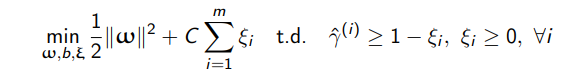 min_{ω,b,ξ} 1/2 ‖ω‖² + C ∑_{i=1}^{m} ξ_i t.d. γ̂^{(i)} ≥ 1 − ξ_i, ξ_i ≥ 0, ∀i